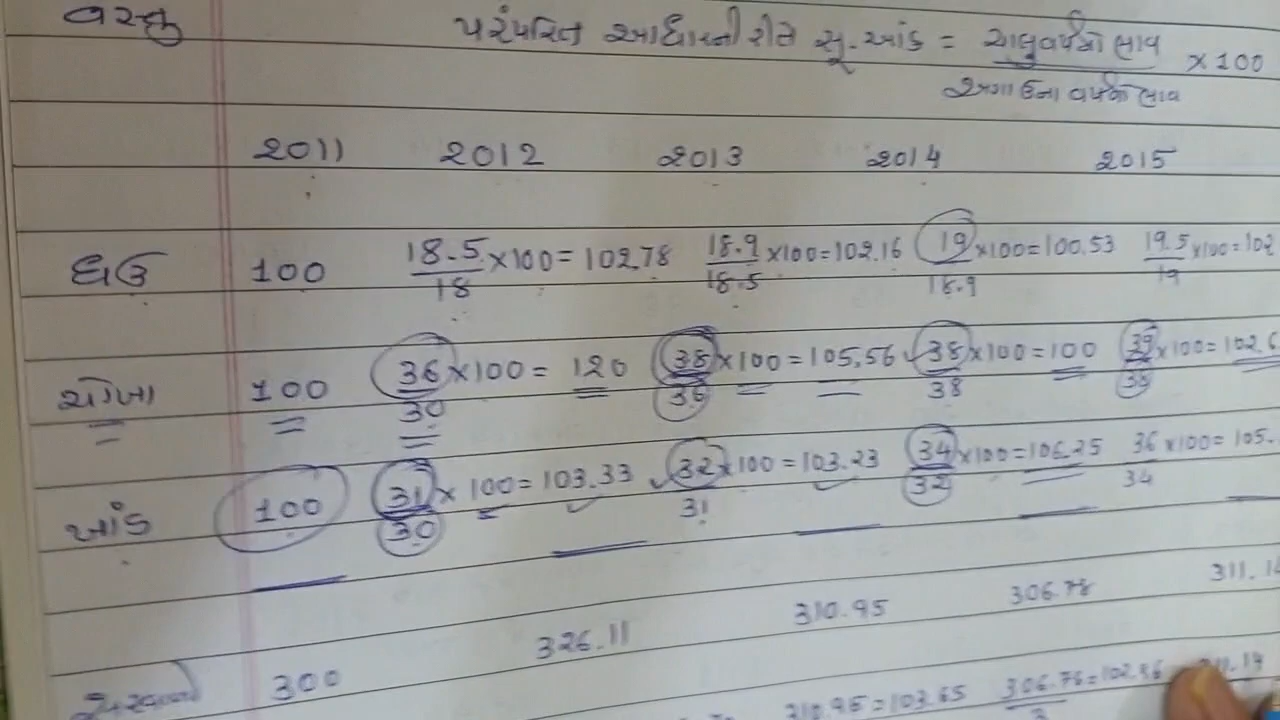 વસ્તુ પરંપરિત આધારની રીતે સૂ.આંક = ચાલુવર્ષનો ભાવ × 100
અગાઉના વર્ષનો ભાવ
2011 2012 2013 2014 2015
ઘઉં 100 18.5 ×100 = 102.78 18.9 ×100 = 102.16 19 ×100 = 100.53 19.5 ×100 = 102
18 18.5 18.9 19
ચોખા 100 36 ×100 = 120 38 ×100 = 105.56 38 ×100 = 100 39 ×100 = 102.6
30 36 38 38
ખાંડ 100 31 × 100 = 103.33 32 ×100 = 103.23 34 ×100 = 106.25 36 ×100 = 105.
30 31 32 34
300 326.11 310.95 306.78 311.1
310.95 = 103.65 306.78 = 102.26
3